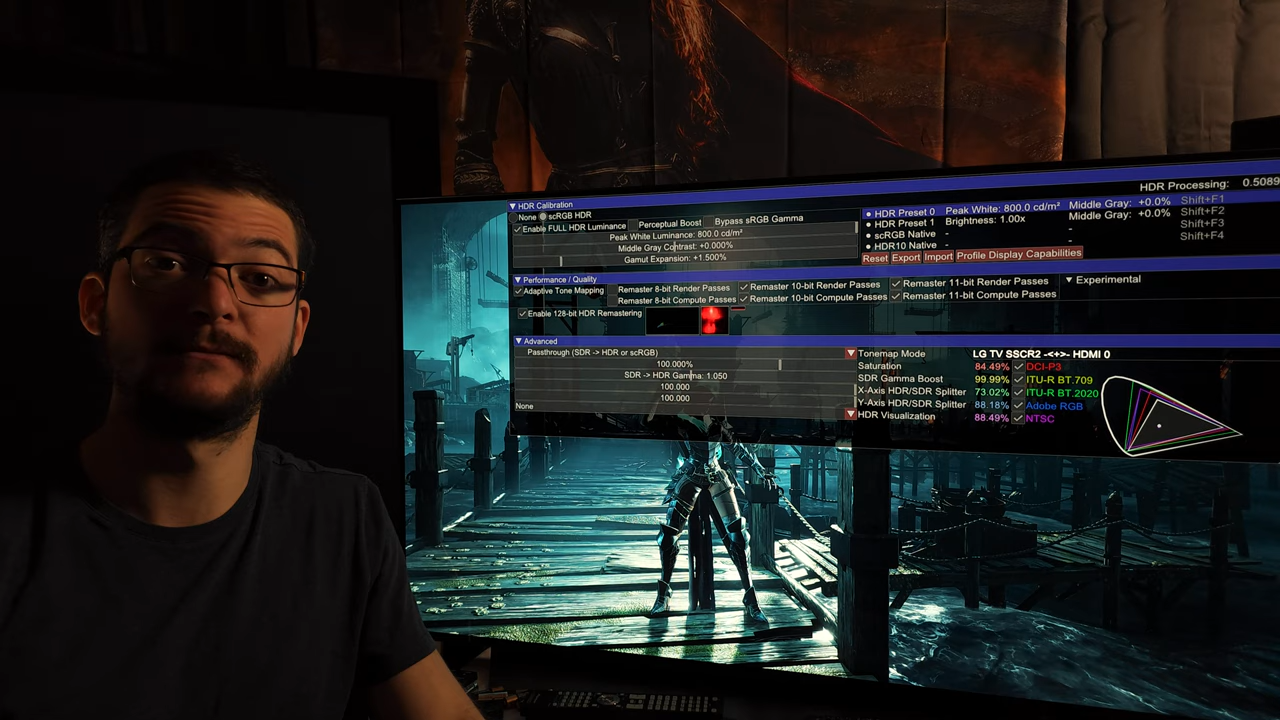 HDR Processing: 0.5089
▼ HDR Calibration
None scRGB HDR
Enable FULL HDR Luminance Perceptual Boost Bypass sRGB Gamma
Peak White Luminance: 800.0 cd/m²
Middle Gray Contrast: +0.000%
Gamut Expansion: +1.500%
HDR Preset 0 Peak White: 800.0 cd/m² Middle Gray: +0.0% Shift+F1
HDR Preset 1 Brightness: 1.00x Middle Gray: +0.0% Shift+F2
scRGB Native - - Shift+F3
HDR10 Native - - Shift+F4
Reset Export Import Profile Display Capabilities
▼ Performance / Quality
Adaptive Tone Mapping
Remaster 8-bit Render Passes Remaster 10-bit Render Passes Remaster 11-bit Render Passes
Remaster 8-bit Compute Passes Remaster 10-bit Compute Passes Remaster 11-bit Compute Passes
▼ Experimental
Enable 128-bit HDR Remastering
▼ Advanced
Passthrough (SDR -> HDR or scRGB) Tonemap Mode
100.000% Saturation
SDR -> HDR Gamma: 1.050 SDR Gamma Boost
100.000 X-Axis HDR/SDR Splitter
100.000 Y-Axis HDR/SDR Splitter
None HDR Visualization
LG TV SSCR2 -<+>- HDMI 0
84.49% DCI-P3
99.99% ITU-R BT.709
73.02% ITU-R BT.2020
88.18% Adobe RGB
88.49% NTSC